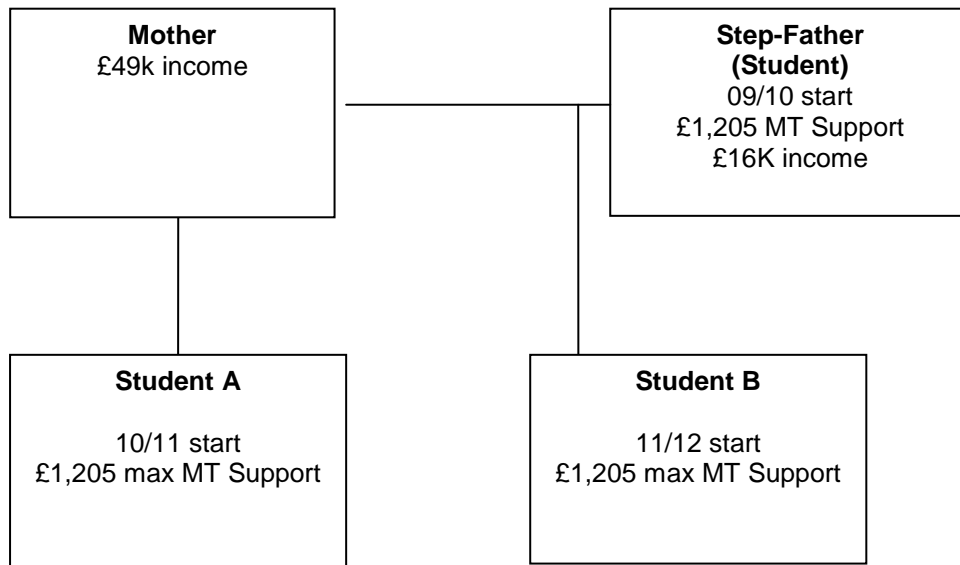 Mother
£49k income
Step-Father
(Student)
09/10 start
£1,205 MT Support
£16K income
Student A
10/11 start
£1,205 max MT Support
Student B
11/12 start
£1,205 max MT Support